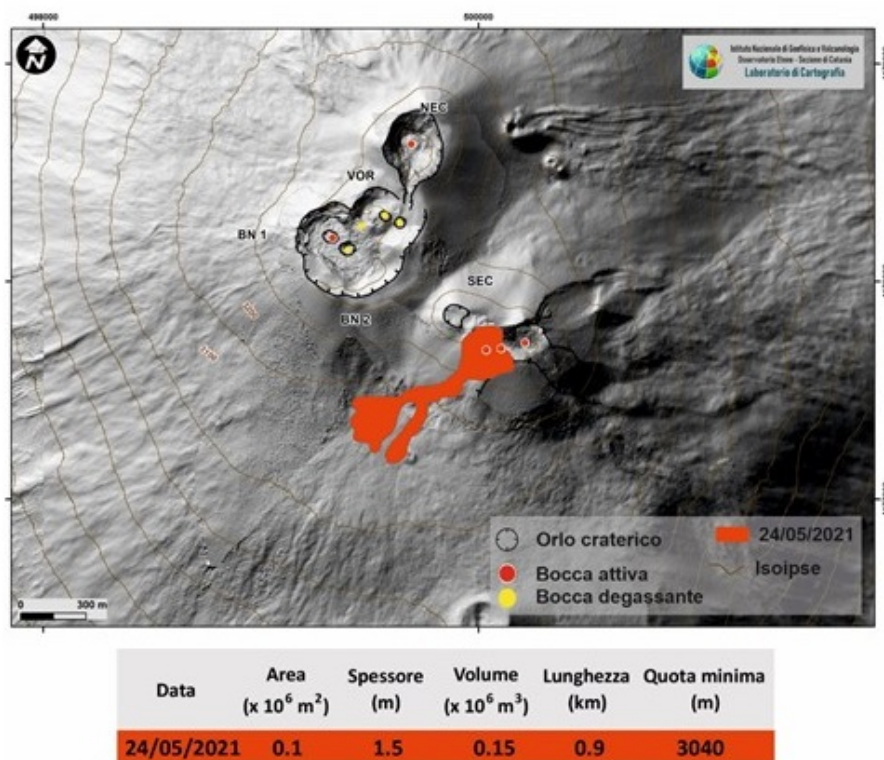 498000
500000
N
Istituto Nazionale di Geofisica e Vulcanologia
Osservatorio Etneo - Sezione di Catania
Laboratorio di Cartografia
NEC
VOR
BN 1
SEC
BN 2
Orlo craterico
24/05/2021
Bocca attiva
Isoipse
Bocca degassante
0 300 m
Data Area (x 10⁶ m²) Spessore (m) Volume (x 10⁶ m³) Lunghezza (km) Quota minima (m)
24/05/2021 0.1 1.5 0.15 0.9 3040